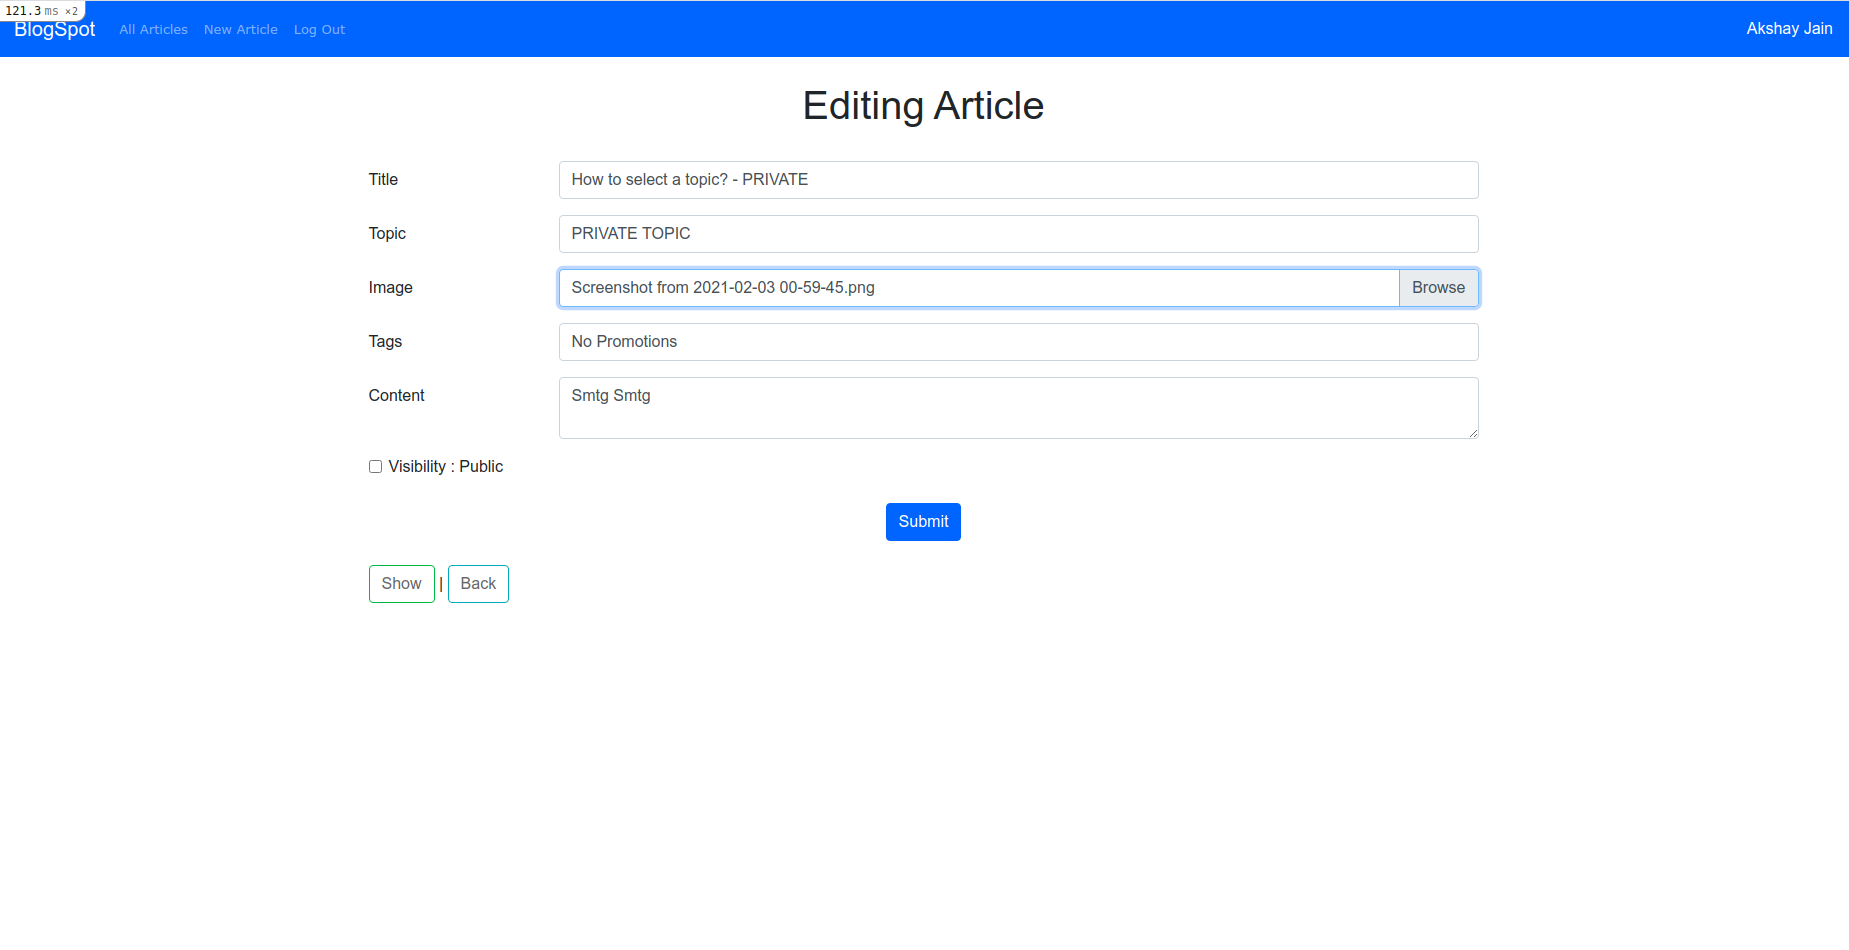 121.3 ms ×2
BlogSpot All Articles New Article Log Out Akshay Jain
Editing Article
Title How to select a topic? - PRIVATE
Topic PRIVATE TOPIC
Image Screenshot from 2021-02-03 00-59-45.png Browse
Tags No Promotions
Content Smtg Smtg
Visibility : Public
Submit
Show | Back